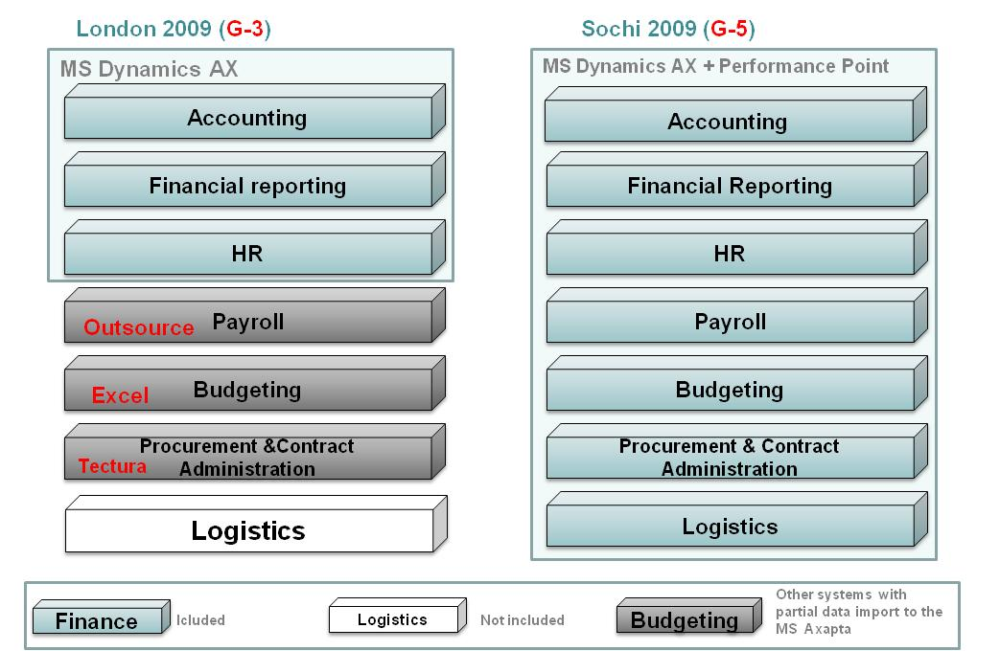 London 2009 (G-3)
MS Dynamics AX
Accounting
Financial reporting
HR
Outsource Payroll
Excel Budgeting
Procurement &Contract
Tectura Administration
Logistics
Sochi 2009 (G-5)
MS Dynamics AX + Performance Point
Accounting
Financial Reporting
HR
Payroll
Budgeting
Procurement & Contract
Administration
Logistics
Finance Icluded
Logistics Not included
Budgeting
Other systems with
partial data import to the
MS Axapta